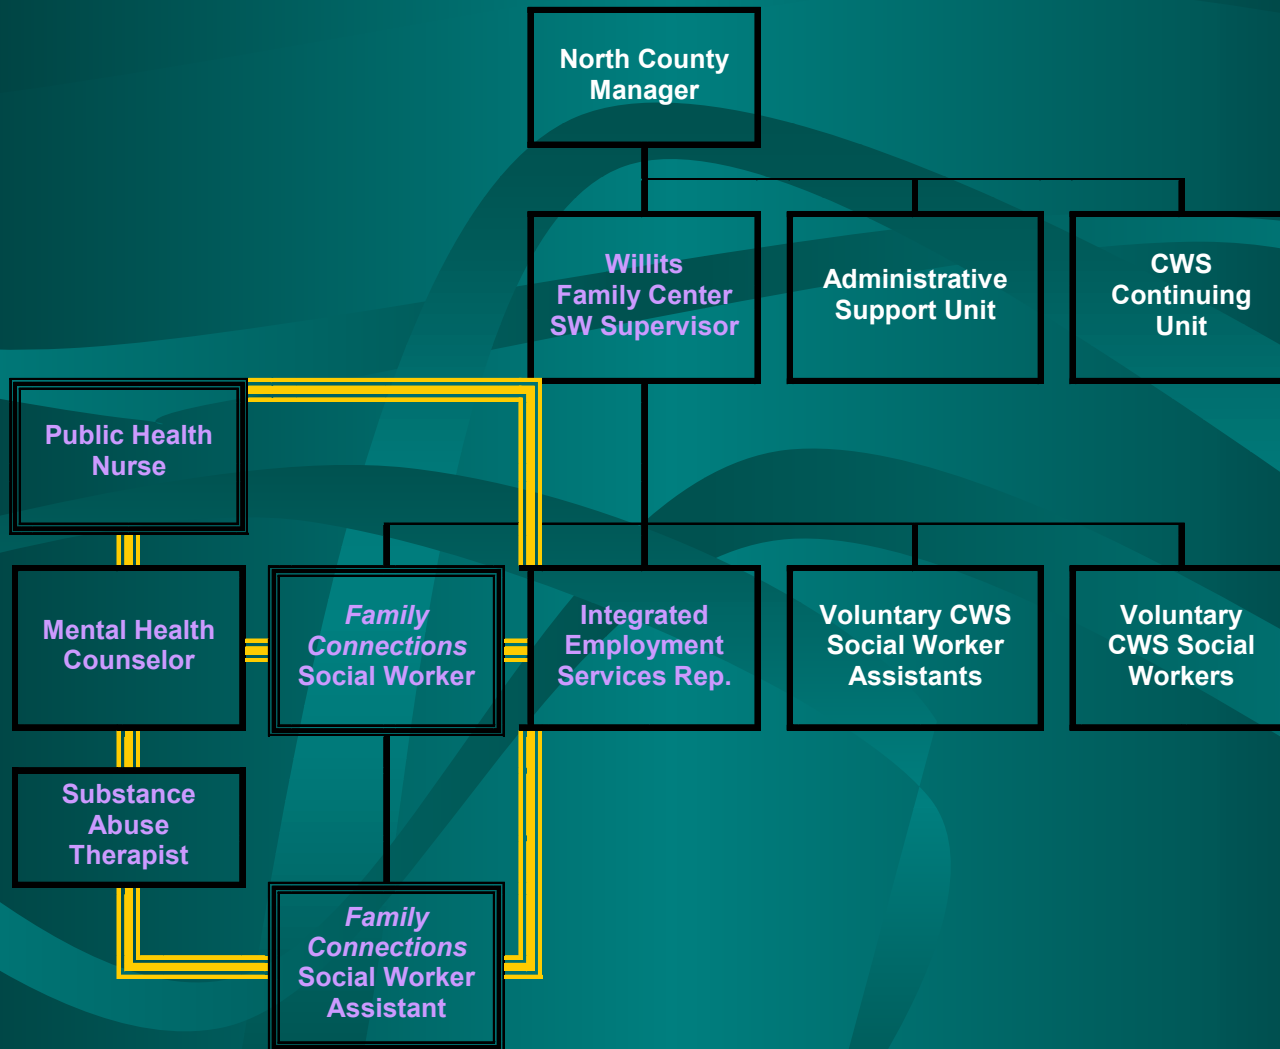 North County
Manager
Willits
Family Center
SW Supervisor
Administrative
Support Unit
CWS
Continuing
Unit
Public Health
Nurse
Mental Health
Counselor
Family
Connections
Social Worker
Integrated
Employment
Services Rep.
Voluntary CWS
Social Worker
Assistants
Voluntary
CWS Social
Workers
Substance
Abuse
Therapist
Family
Connections
Social Worker
Assistant